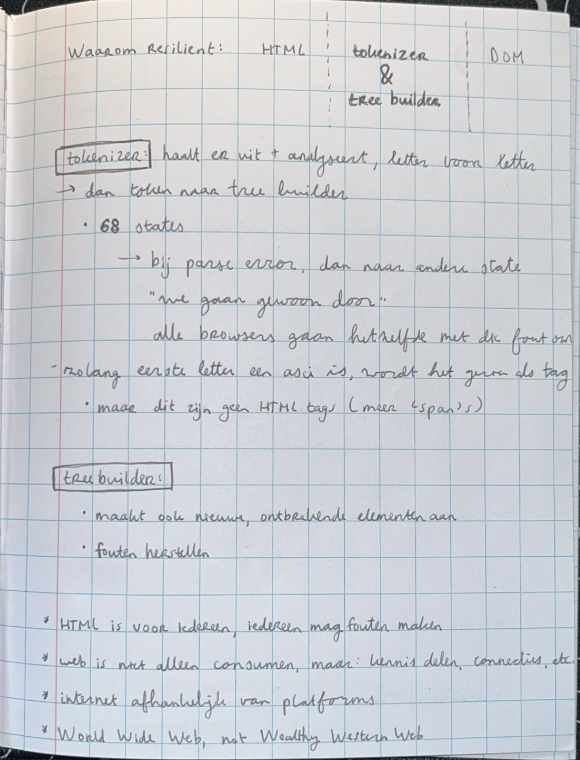 Waarom Resilient: HTML tokenizer DOM
&
tree builder
tokenizer: haalt er uit + analyseert, letter voor letter
→ dan token naar tree builder
· 68 states
→ bij parse error, dan naar andere state
"we gaan gewoon door"
alle browsers gaan hetzelfde met die fout om
- zolang eerste letter een asci is, wordt het gezien als tag
· maar dit zijn geen HTML tags (meer 'span's)
tree builder:
· maakt ook nieuwe, ontbrekende elementen aan
· fouten herstellen
* HTML is voor iedereen, iedereen mag fouten maken
* web is niet alleen consumen, maar: kennis delen, connecties, etc.
* internet afhankelijk van platforms
* World Wide Web, not Wealthy Western Web